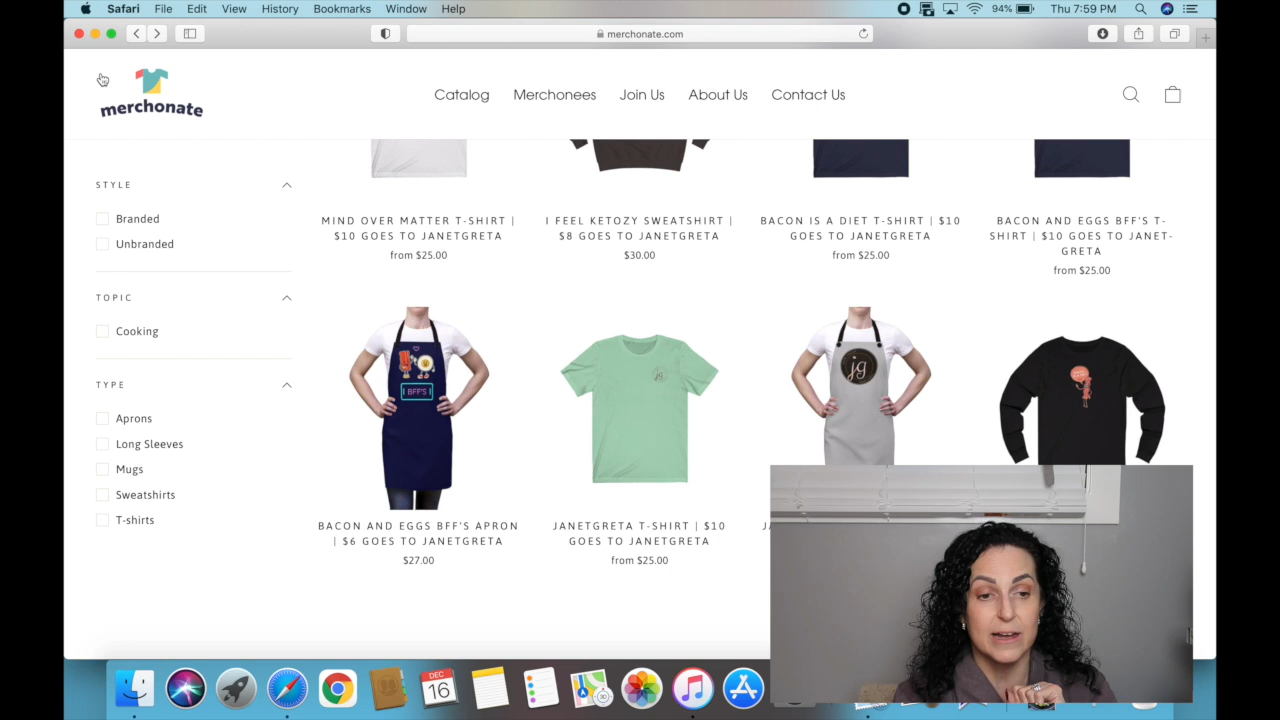 Safari File Edit View History Bookmarks Window Help
94% Thu 7:59 PM
merchonate.com
merchonate
Catalog Merchonees Join Us About Us Contact Us
STYLE
Branded
Unbranded
TOPIC
Cooking
TYPE
Aprons
Long Sleeves
Mugs
Sweatshirts
T-shirts
MIND OVER MATTER T-SHIRT |
$10 GOES TO JANETGRETA
from $25.00
I FEEL KETOZY SWEATSHIRT |
$8 GOES TO JANETGRETA
$30.00
BACON IS A DIET T-SHIRT | $10
GOES TO JANETGRETA
from $25.00
BACON AND EGGS BFF'S T-
SHIRT | $10 GOES TO JANET-
GRETA
from $25.00
BFF'S
jg
jg
BACON AND EGGS BFF'S APRON
| $6 GOES TO JANETGRETA
$27.00
JANETGRETA T-SHIRT | $10
GOES TO JANETGRETA
from $25.00
DEC
16